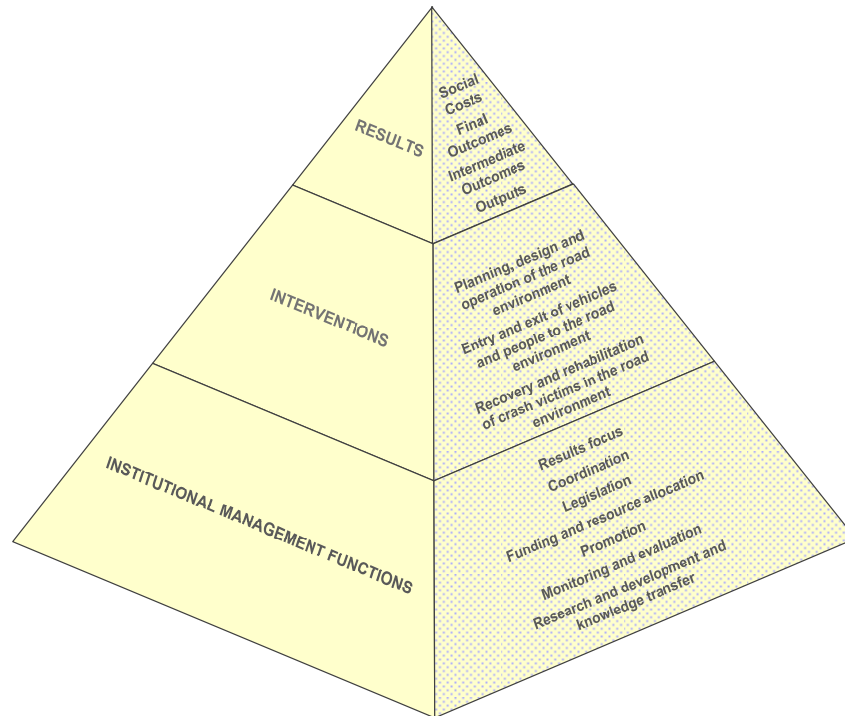 RESULTS
Social
Costs
Final
Outcomes
Intermediate
Outcomes
Outputs
INTERVENTIONS
Planning, design and
operation of the road
environment
Entry and exit of vehicles
and people to the road
environment
Recovery and rehabilitation
of crash victims in the road
environment
INSTITUTIONAL MANAGEMENT FUNCTIONS
Results focus
Coordination
Legislation
Funding and resource allocation
Promotion
Monitoring and evaluation
Research and development and
knowledge transfer